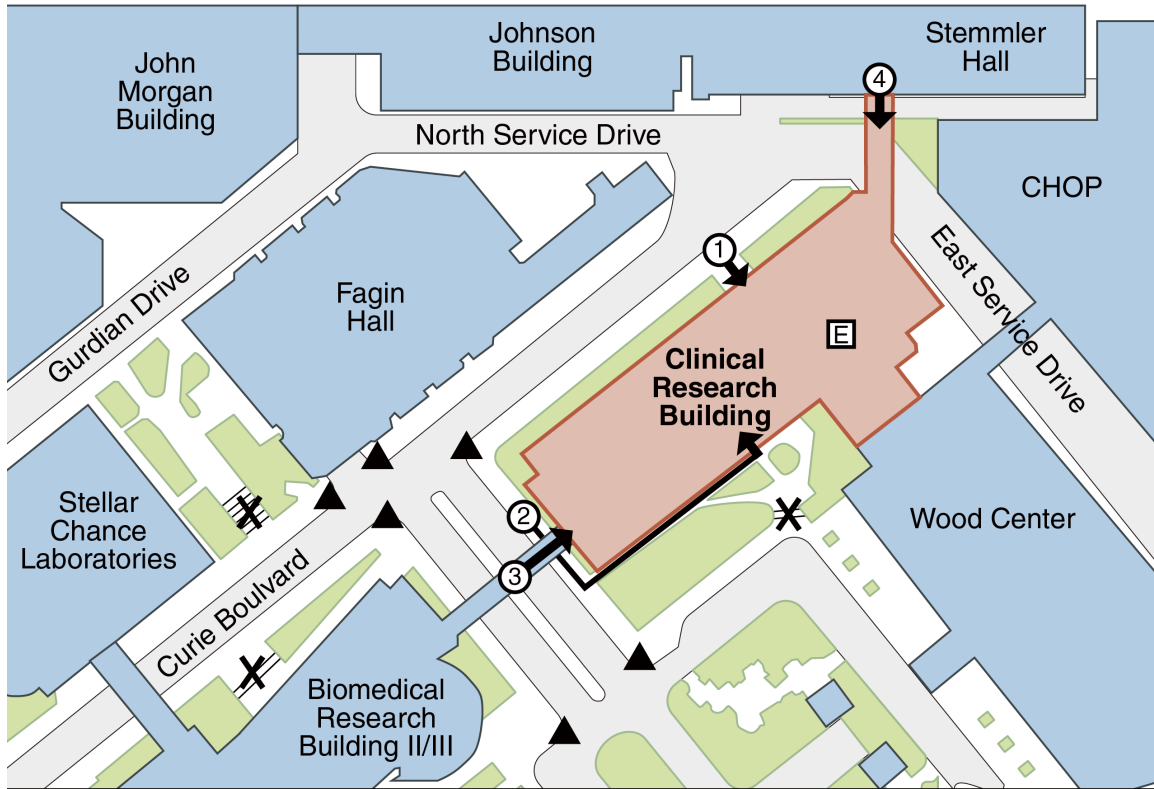 John
Morgan
Building
Johnson
Building
Stemmler
Hall
4
North Service Drive
CHOP
1
East Service Drive
Gurdian Drive
Fagin
Hall
E
Clinical
Research
Building
Stellar
Chance
Laboratories
X
2
X
Wood Center
3
Curie Boulvard
X
Biomedical
Research
Building II/III